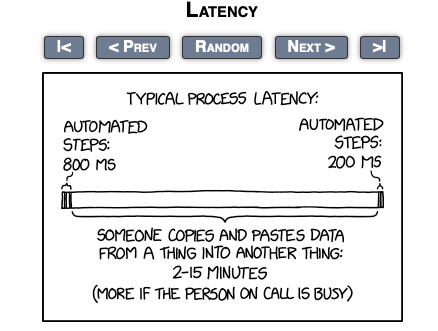 LATENCY
|< < PREV RANDOM NEXT > >|
TYPICAL PROCESS LATENCY:
AUTOMATED
STEPS:
800 MS
AUTOMATED
STEPS:
200 MS
SOMEONE COPIES AND PASTES DATA
FROM A THING INTO ANOTHER THING:
2-15 MINUTES
(MORE IF THE PERSON ON CALL IS BUSY)